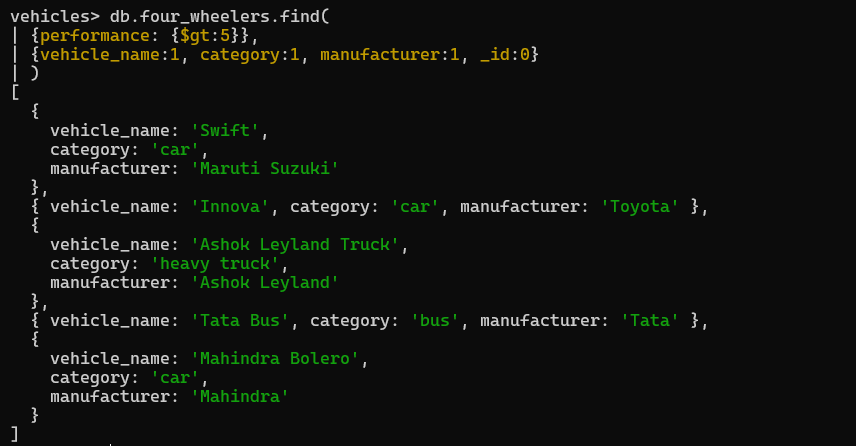 vehicles> db.four_wheelers.find(
| {performance: {$gt:5}},
| {vehicle_name:1, category:1, manufacturer:1, _id:0}
| )
[
  {
    vehicle_name: 'Swift',
    category: 'car',
    manufacturer: 'Maruti Suzuki'
  },
  { vehicle_name: 'Innova', category: 'car', manufacturer: 'Toyota' },
  {
    vehicle_name: 'Ashok Leyland Truck',
    category: 'heavy truck',
    manufacturer: 'Ashok Leyland'
  },
  { vehicle_name: 'Tata Bus', category: 'bus', manufacturer: 'Tata' },
  {
    vehicle_name: 'Mahindra Bolero',
    category: 'car',
    manufacturer: 'Mahindra'
  }
]